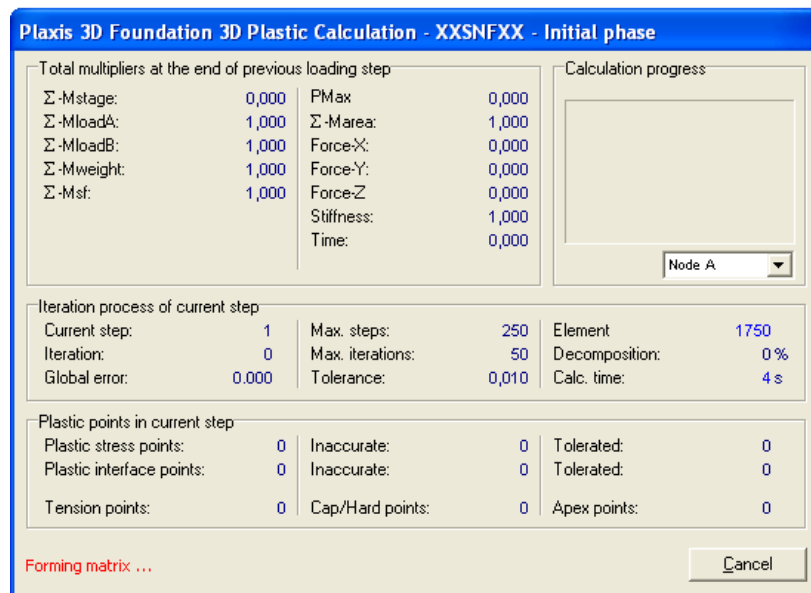 Plaxis 3D Foundation 3D Plastic Calculation - XXSNFXX - Initial phase
Total multipliers at the end of previous loading step
Σ-Mstage: 0,000
Σ-MloadA: 1,000
Σ-MloadB: 1,000
Σ-Mweight: 1,000
Σ-Msf: 1,000
PMax 0,000
Σ-Marea: 1,000
Force-X: 0,000
Force-Y: 0,000
Force-Z 0,000
Stiffness: 1,000
Time: 0,000
Calculation progress
Node A
Iteration process of current step
Current step: 1 Max. steps: 250 Element 1750
Iteration: 0 Max. iterations: 50 Decomposition: 0 %
Global error: 0.000 Tolerance: 0,010 Calc. time: 4 s
Plastic points in current step
Plastic stress points: 0 Inaccurate: 0 Tolerated: 0
Plastic interface points: 0 Inaccurate: 0 Tolerated: 0
Tension points: 0 Cap/Hard points: 0 Apex points: 0
Forming matrix ...
Cancel